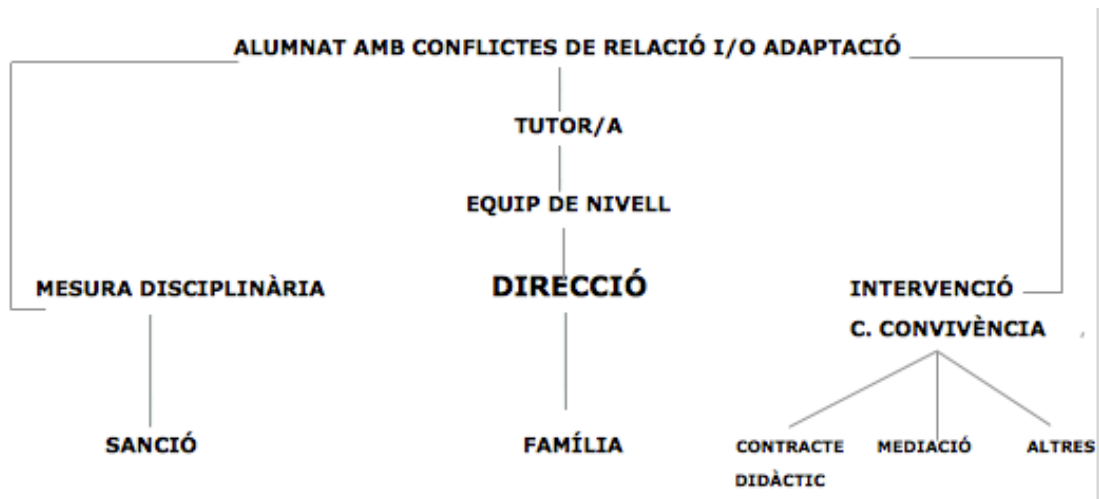 ALUMNAT AMB CONFLICTES DE RELACIÓ I/O ADAPTACIÓ
TUTOR/A
EQUIP DE NIVELL
MESURA DISCIPLINÀRIA
DIRECCIÓ
INTERVENCIÓ
C. CONVIVÈNCIA
SANCIÓ
FAMÍLIA
CONTRACTE
DIDÀCTIC
MEDIACIÓ
ALTRES